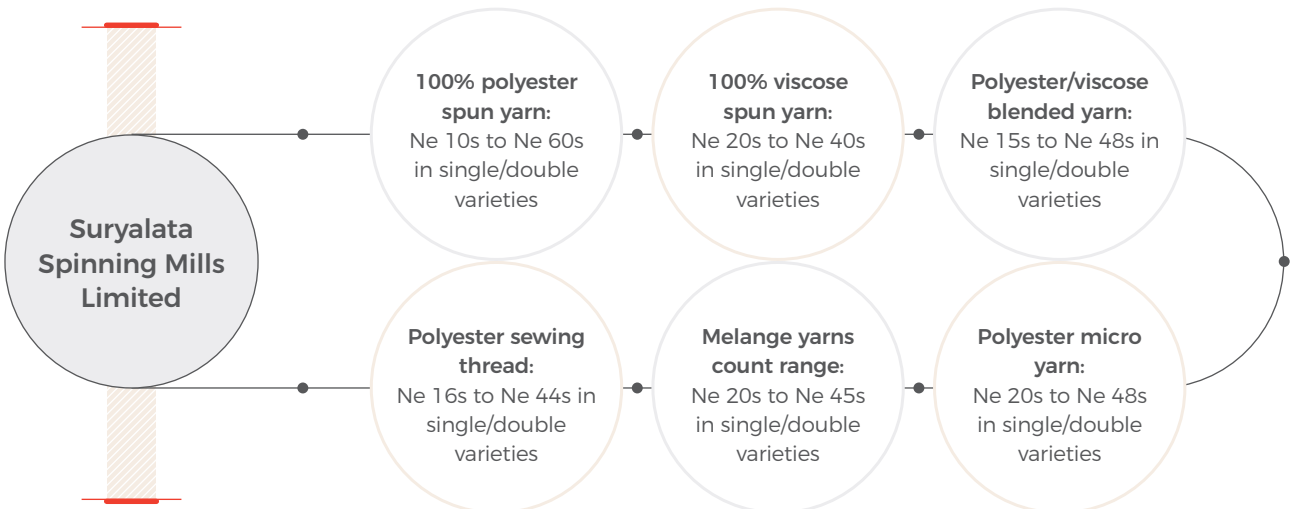 Suryalata
Spinning Mills
Limited
100% polyester
spun yarn:
Ne 10s to Ne 60s
in single/double
varieties
100% viscose
spun yarn:
Ne 20s to Ne 40s
in single/double
varieties
Polyester/viscose
blended yarn:
Ne 15s to Ne 48s in
single/double
varieties
Polyester sewing
thread:
Ne 16s to Ne 44s in
single/double
varieties
Melange yarns
count range:
Ne 20s to Ne 45s
in single/double
varieties
Polyester micro
yarn:
Ne 20s to Ne 48s
in single/double
varieties